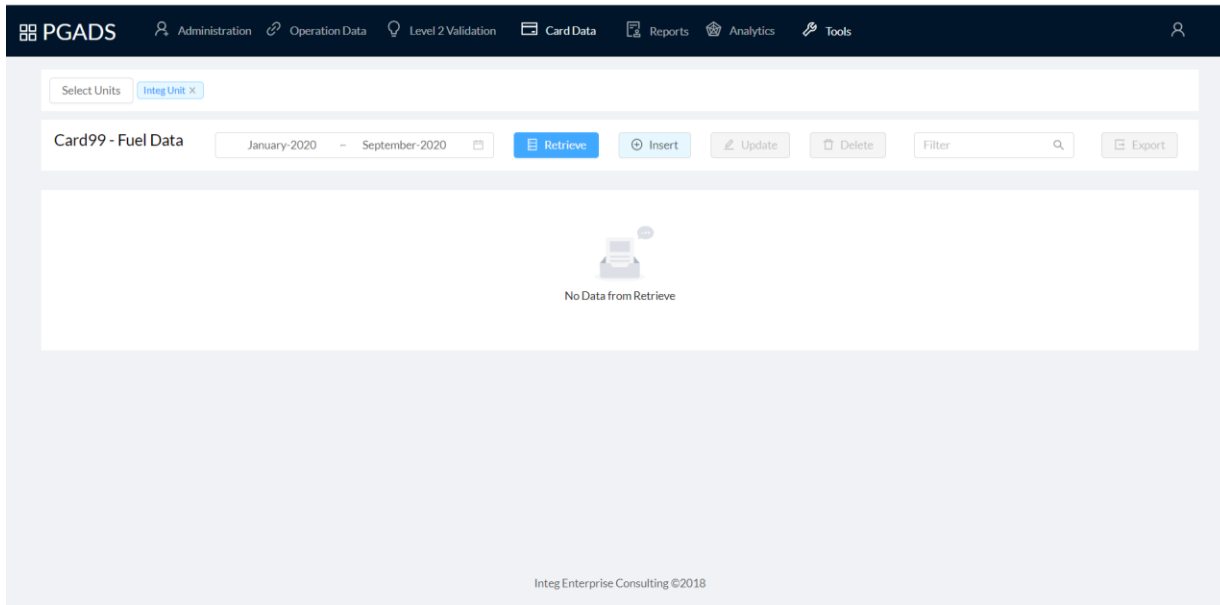 PGADS Administration Operation Data Level 2 Validation Card Data Reports Analytics Tools
Select Units Integ Unit ×
Card99 - Fuel Data January-2020 – September-2020 Retrieve Insert Update Delete Filter Export
No Data from Retrieve
Integ Enterprise Consulting ©2018